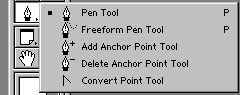 Pen Tool P
Freeform Pen Tool P
Add Anchor Point Tool
Delete Anchor Point Tool
Convert Point Tool